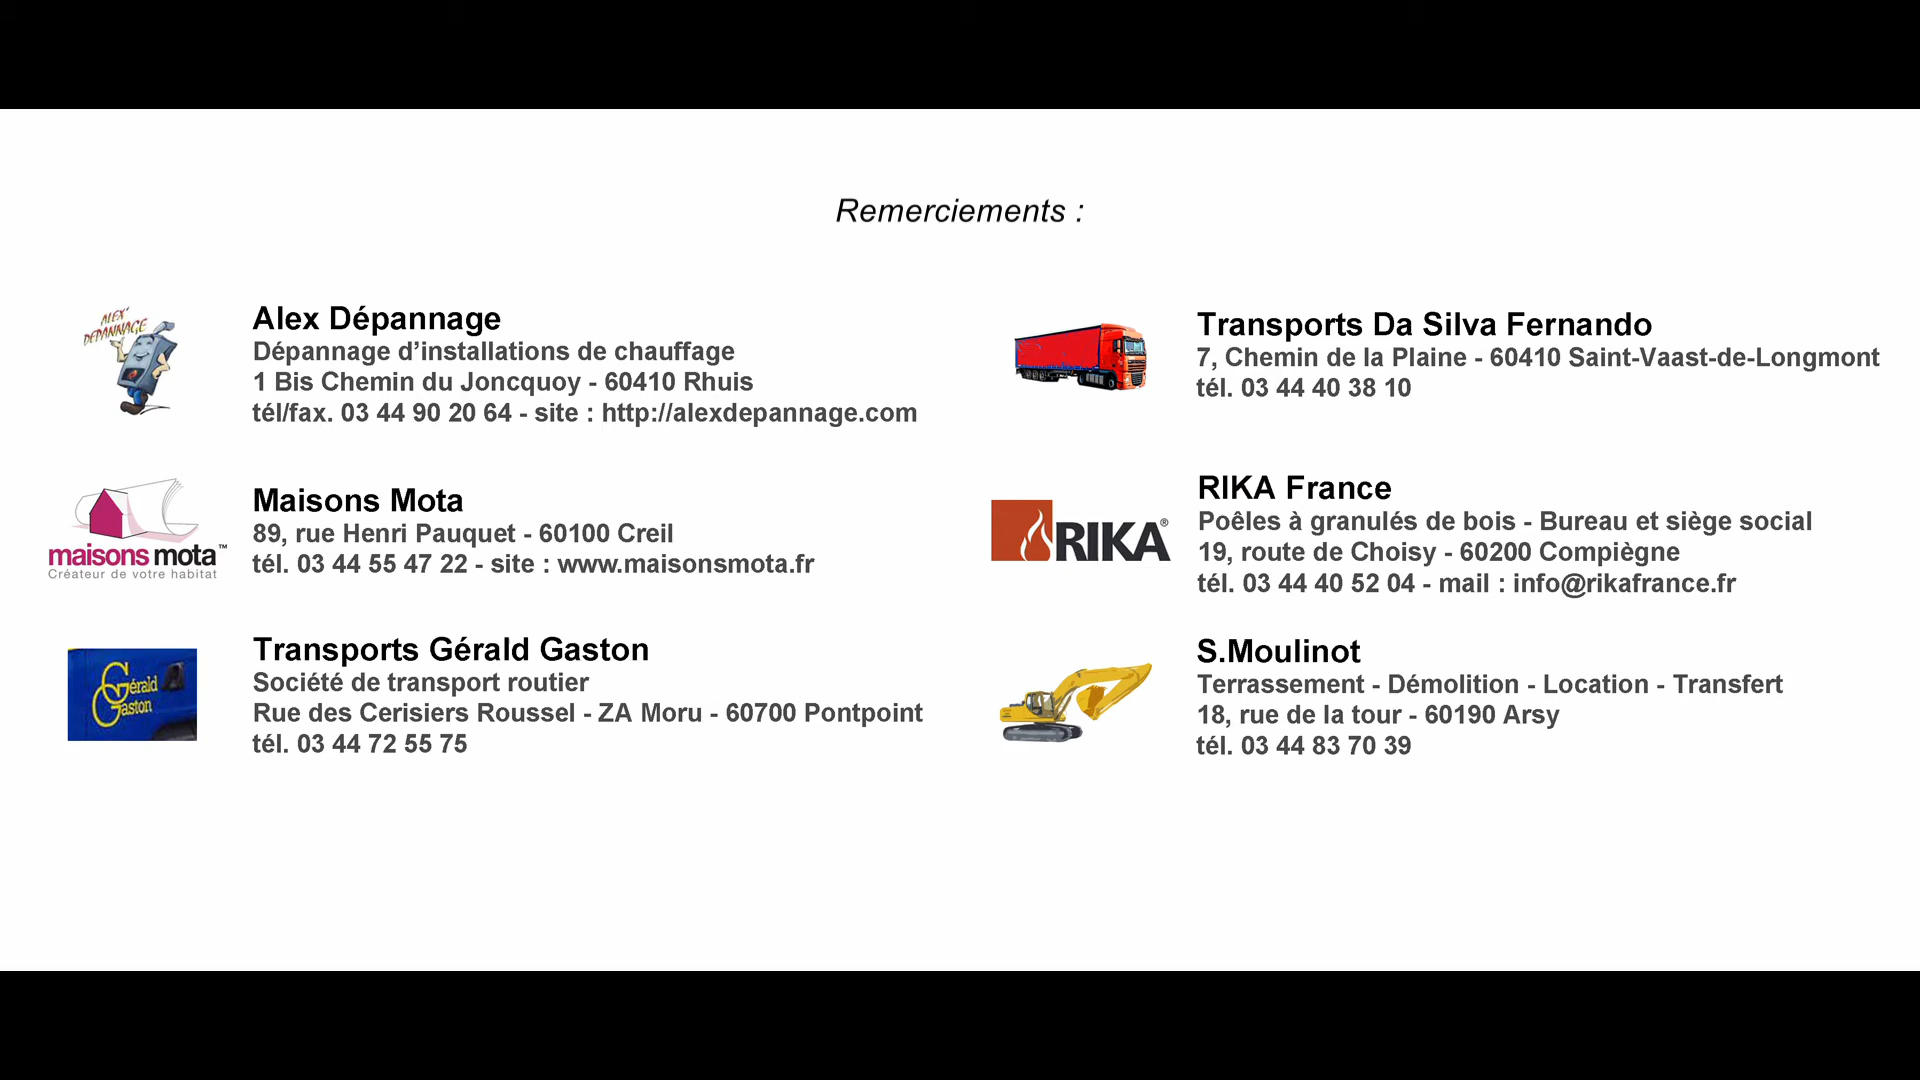 Remerciements :
ALEX'
DEPANNAGE
Alex Dépannage
Dépannage d’installations de chauffage
1 Bis Chemin du Joncquoy - 60410 Rhuis
tél/fax. 03 44 90 20 64 - site : http://alexdepannage.com
maisons mota™
Créateur de votre habitat
Maisons Mota
89, rue Henri Pauquet - 60100 Creil
tél. 03 44 55 47 22 - site : www.maisonsmota.fr
Gérald
Gaston
Transports Gérald Gaston
Société de transport routier
Rue des Cerisiers Roussel - ZA Moru - 60700 Pontpoint
tél. 03 44 72 55 75
Transports Da Silva Fernando
7, Chemin de la Plaine - 60410 Saint-Vaast-de-Longmont
tél. 03 44 40 38 10
RIKA®
RIKA France
Poêles à granulés de bois - Bureau et siège social
19, route de Choisy - 60200 Compiègne
tél. 03 44 40 52 04 - mail : info@rikafrance.fr
S.Moulinot
Terrassement - Démolition - Location - Transfert
18, rue de la tour - 60190 Arsy
tél. 03 44 83 70 39